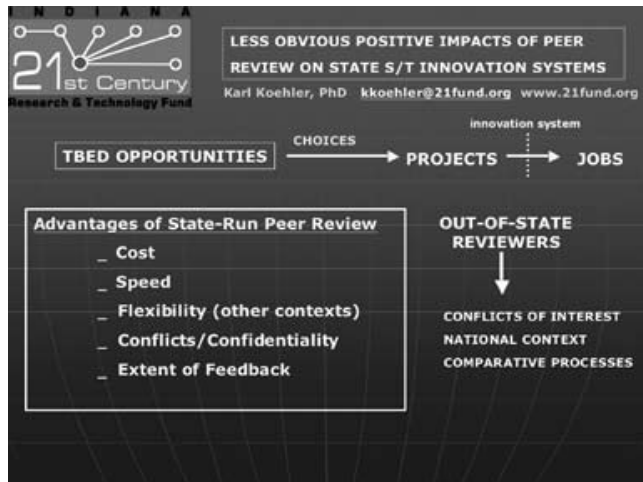 INDIANA
21st Century
Research & Technology Fund
LESS OBVIOUS POSITIVE IMPACTS OF PEER
REVIEW ON STATE S/T INNOVATION SYSTEMS
Karl Koehler, PhD kkoehler@21fund.org www.21fund.org
innovation system
TBED OPPORTUNITIES CHOICES PROJECTS JOBS
Advantages of State-Run Peer Review
_ Cost
_ Speed
_ Flexibility (other contexts)
_ Conflicts/Confidentiality
_ Extent of Feedback
OUT-OF-STATE
REVIEWERS
CONFLICTS OF INTEREST
NATIONAL CONTEXT
COMPARATIVE PROCESSES